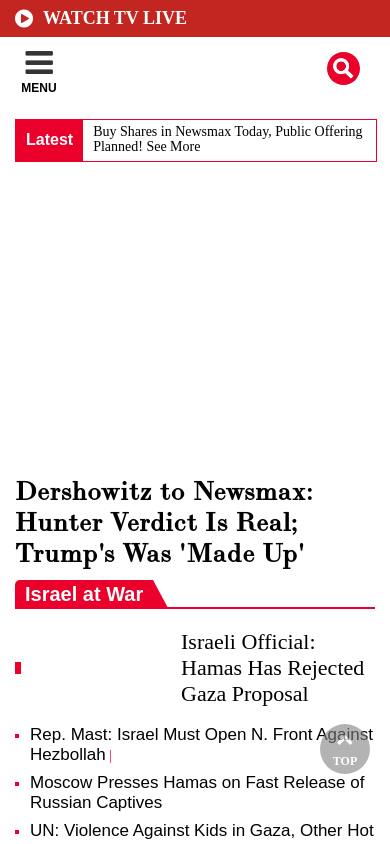 WATCH TV LIVE
MENU
Latest
Buy Shares in Newsmax Today, Public Offering
Planned! See More
Dershowitz to Newsmax:
Hunter Verdict Is Real;
Trump's Was 'Made Up'
Israel at War
Israeli Official:
Hamas Has Rejected
Gaza Proposal
Rep. Mast: Israel Must Open N. Front Against
Hezbollah |
Moscow Presses Hamas on Fast Release of
Russian Captives
UN: Violence Against Kids in Gaza, Other Hot
TOP